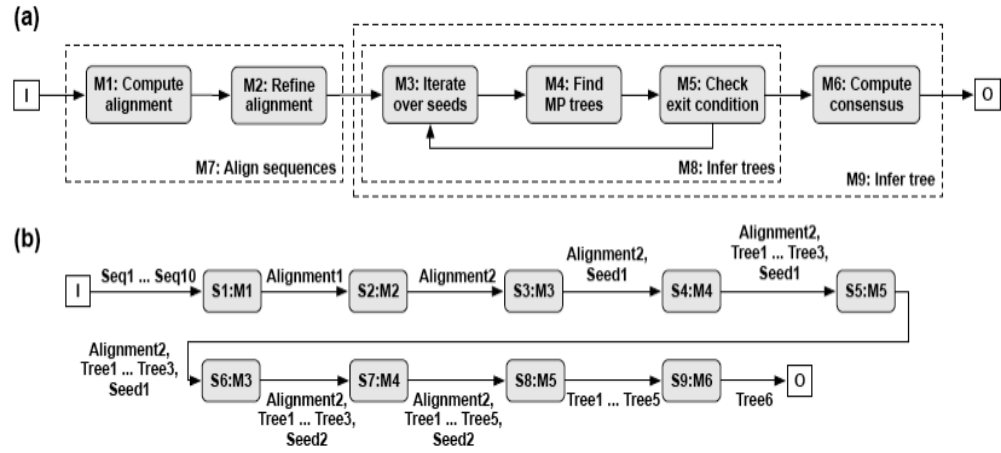 (a)
I
M1: Compute
alignment
M2: Refine
alignment
M3: Iterate
over seeds
M4: Find
MP trees
M5: Check
exit condition
M6: Compute
consensus
O
M7: Align sequences
M8: Infer trees
M9: Infer tree
(b)
I
Seq1 ... Seq10
S1:M1
Alignment1
S2:M2
Alignment2
S3:M3
Alignment2,
Seed1
S4:M4
Alignment2,
Tree1 ... Tree3,
Seed1
S5:M5
Alignment2,
Tree1 ... Tree3,
Seed1
S6:M3
Alignment2,
Tree1 ... Tree3,
Seed2
S7:M4
Alignment2,
Tree1 ... Tree5,
Seed2
S8:M5
Tree1 ... Tree5
S9:M6
Tree6
O